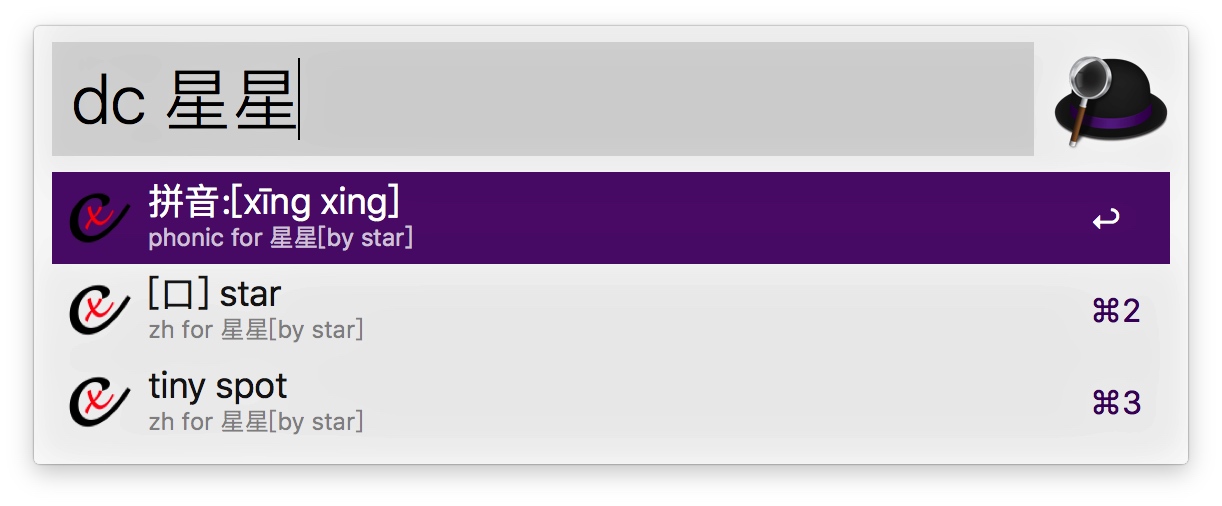 dc 星星
拼音:[xīng xing]
phonic for 星星[by star]
↩
[口] star
zh for 星星[by star]
⌘2
tiny spot
zh for 星星[by star]
⌘3